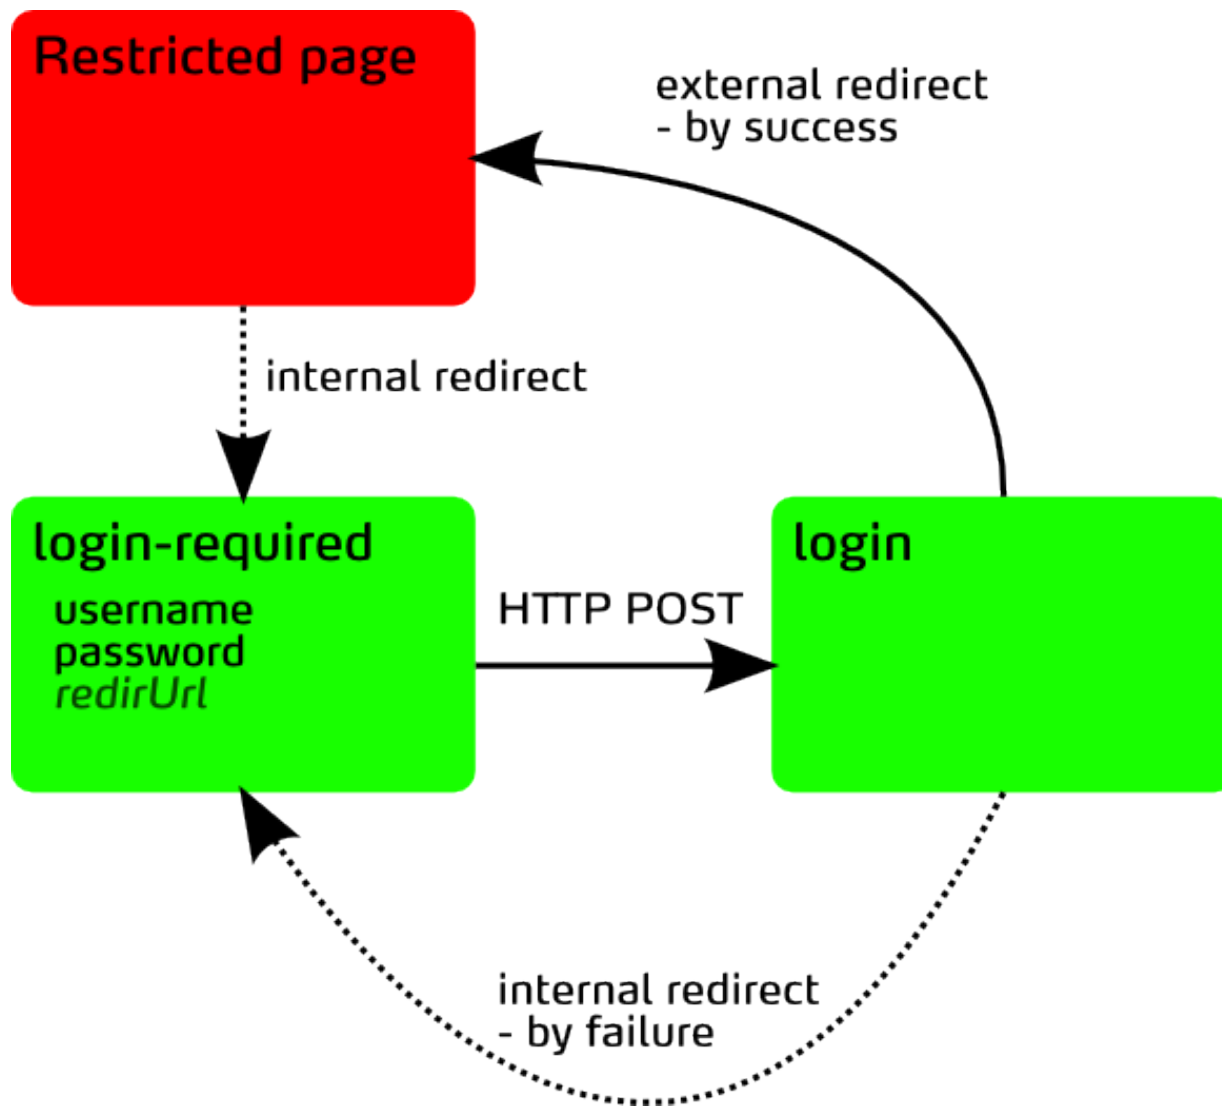 Restricted page
external redirect
- by success
internal redirect
login-required
username
password
redirUrl
HTTP POST
login
internal redirect
- by failure